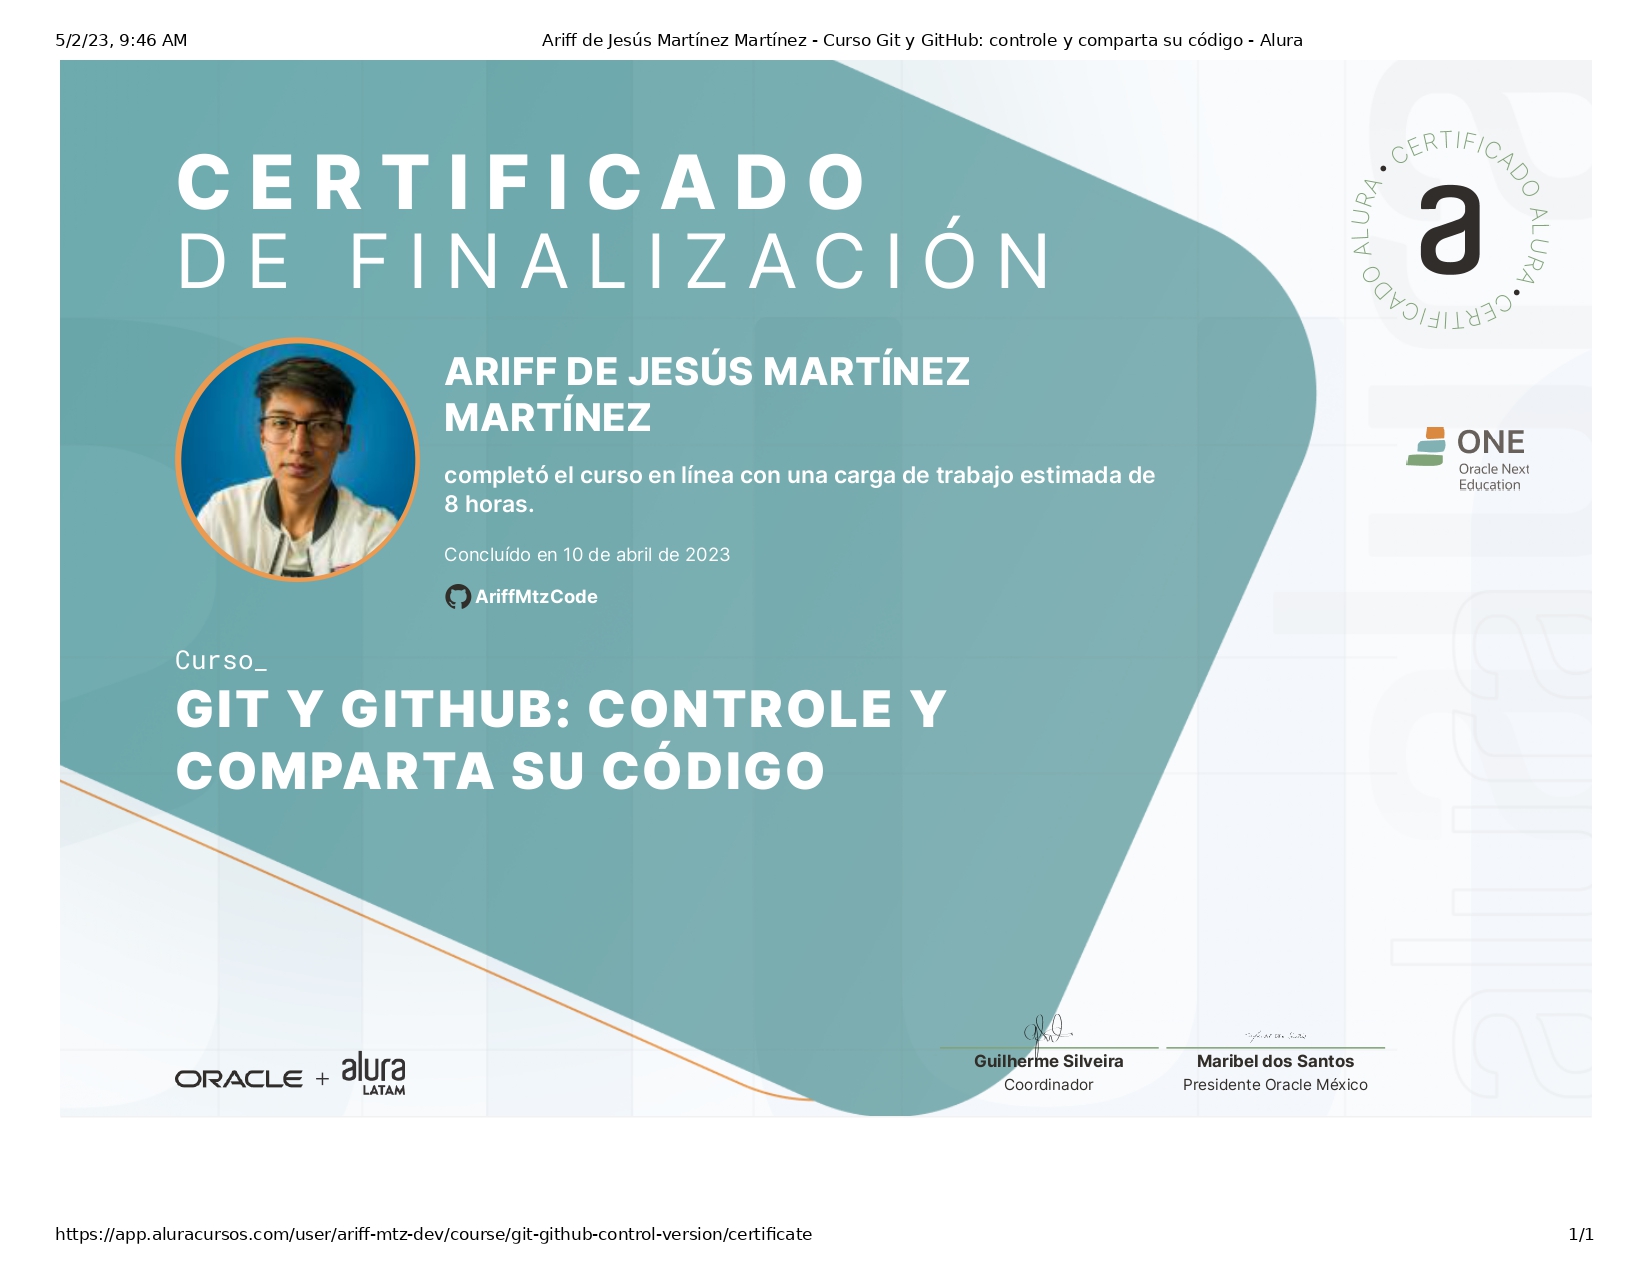 5/2/23, 9:46 AM
Ariff de Jesús Martínez Martínez - Curso Git y GitHub: controle y comparta su código - Alura
CERTIFICADO
DE FINALIZACIÓN
CERTIFICADO ALURA • CERTIFICADO ALURA •
a
ARIFF DE JESÚS MARTÍNEZ
MARTÍNEZ
completó el curso en línea con una carga de trabajo estimada de
8 horas.
Concluído en 10 de abril de 2023
AriffMtzCode
ONE
Oracle Next
Education
Curso_
GIT Y GITHUB: CONTROLE Y
COMPARTA SU CÓDIGO
alura
alura
ORACLE + alura
LATAM
Guilherme Silveira
Coordinador
Maribel dos Santos
Presidente Oracle México
https://app.aluracursos.com/user/ariff-mtz-dev/course/git-github-control-version/certificate
1/1